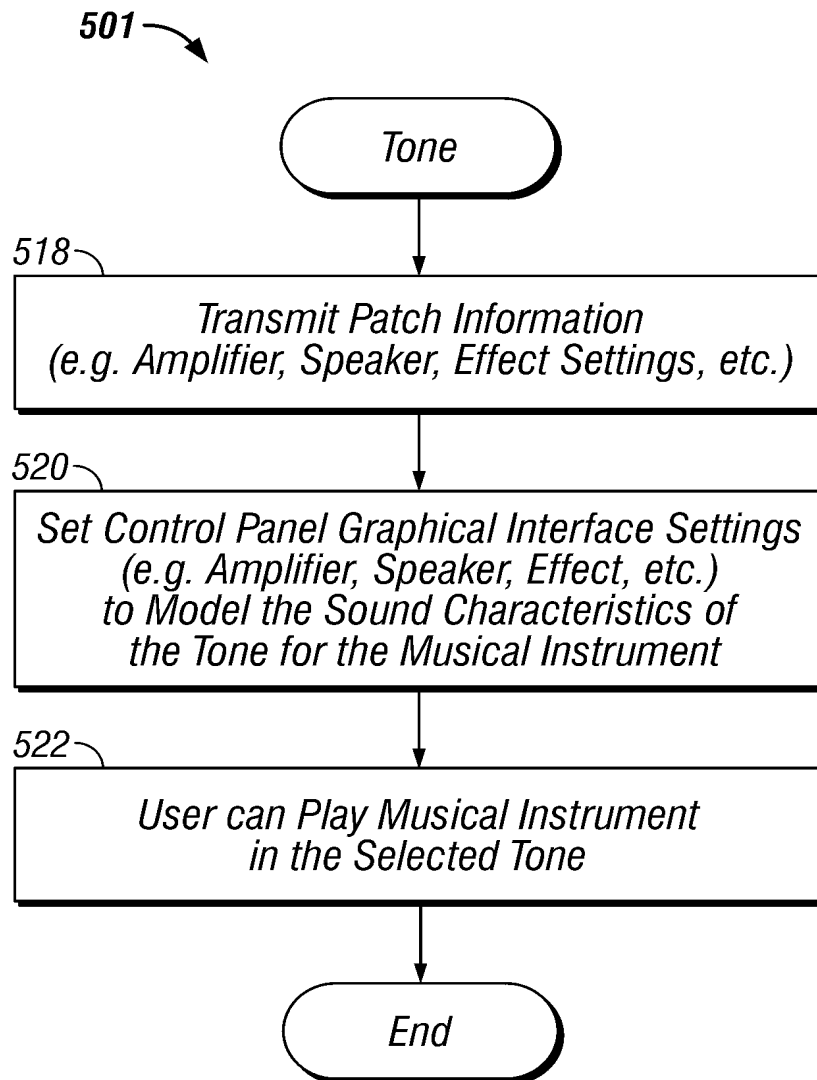 501
Tone
518
Transmit Patch Information
(e.g. Amplifier, Speaker, Effect Settings, etc.)
520
Set Control Panel Graphical Interface Settings
(e.g. Amplifier, Speaker, Effect, etc.)
to Model the Sound Characteristics of
the Tone for the Musical Instrument
522
User can Play Musical Instrument
in the Selected Tone
End